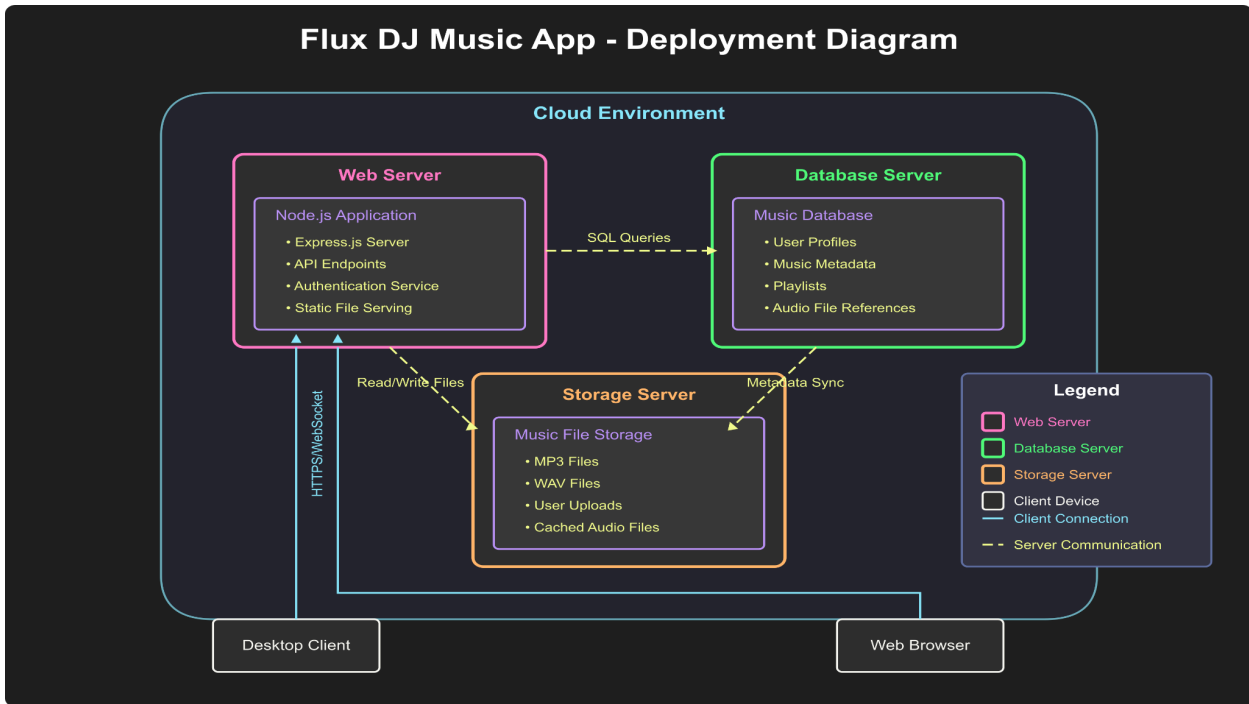 Flux DJ Music App - Deployment Diagram
Cloud Environment
Web Server
Node.js Application
• Express.js Server
• API Endpoints
• Authentication Service
• Static File Serving
SQL Queries
Database Server
Music Database
• User Profiles
• Music Metadata
• Playlists
• Audio File References
Read/Write Files
Metadata Sync
HTTPS/WebSocket
Storage Server
Music File Storage
• MP3 Files
• WAV Files
• User Uploads
• Cached Audio Files
Legend
Web Server
Database Server
Storage Server
Client Device
Client Connection
Server Communication
Desktop Client
Web Browser